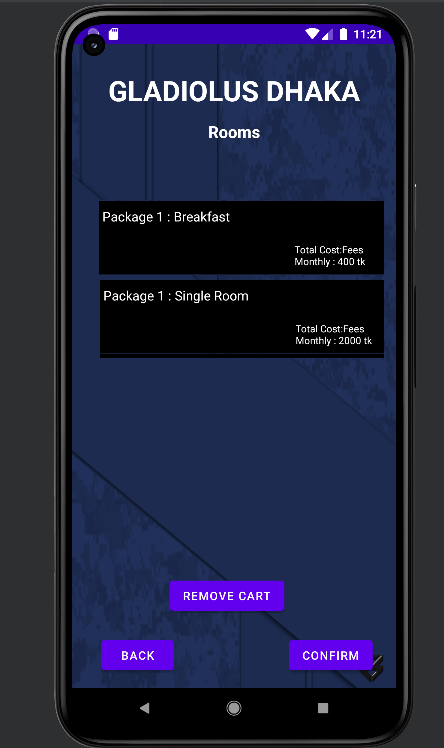 11:21
GLADIOLUS DHAKA
Rooms
Package 1 : Breakfast
Total Cost:Fees
Monthly : 400 tk
Package 1 : Single Room
Total Cost:Fees
Monthly : 2000 tk
REMOVE CART
BACK
CONFIRM